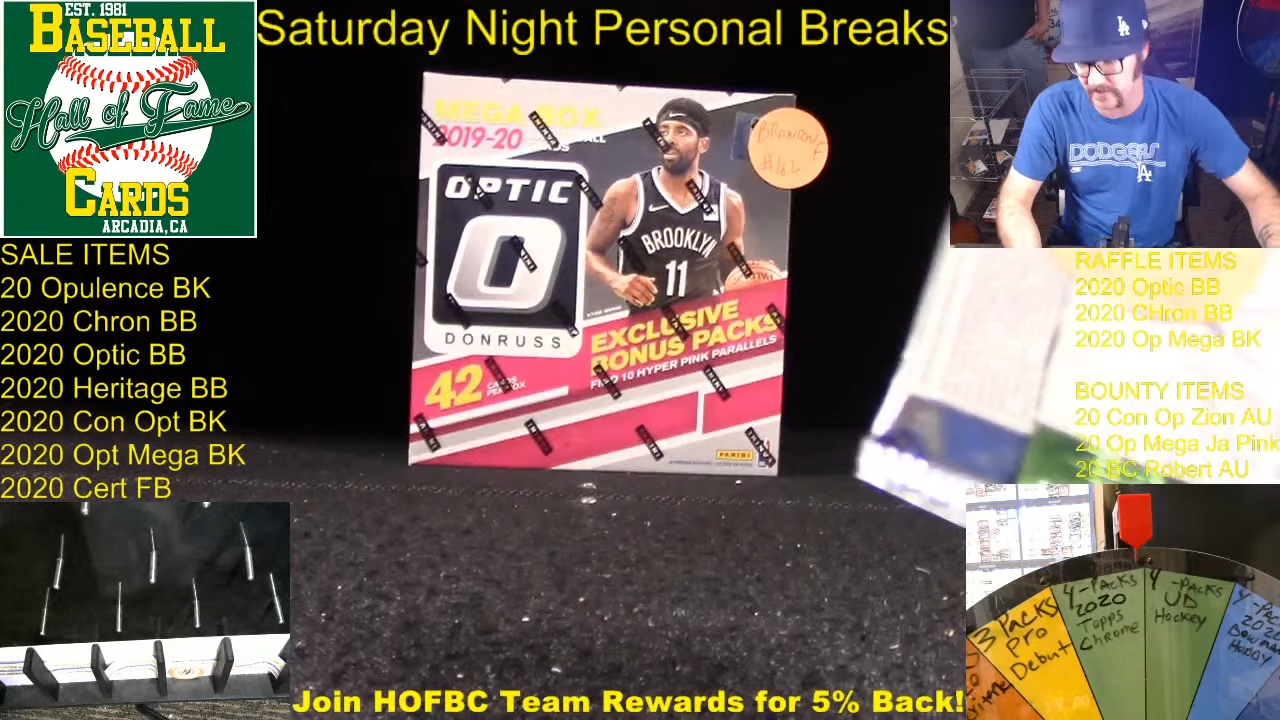 EST. 1981
BASEBALL
Hall of Fame
CARDS
ARCADIA, CA
Saturday Night Personal Breaks
SALE ITEMS
20 Opulence BK
2020 Chron BB
2020 Optic BB
2020 Heritage BB
2020 Con Opt BK
2020 Opt Mega BK
2020 Cert FB
MEGA BOX
2019-20
OPTIC
O
DONRUSS
BROOKLYN
11
EXCLUSIVE
BONUS PACKS
FIND 10 HYPER PINK PARALLELS
42 CARDS
PER BOX
PANINI
#162
DODGERS
LA
RAFFLE ITEMS
2020 Optic BB
2020 CHron BB
2020 Op Mega BK
BOUNTY ITEMS
20 Con Op Zion AU
20 Op Mega Ja Pink
20 BC Robert AU
3 Packs
Pro
Debut
4-Packs
2020
Topps
Chrome
4-Packs
UD
Hockey
Join HOFBC Team Rewards for 5% Back!